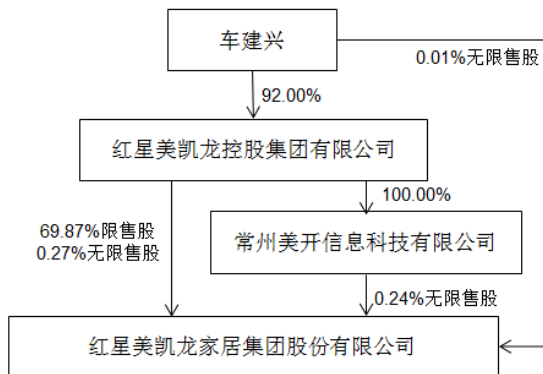 车建兴
0.01%无限售股
92.00%
红星美凯龙控股集团有限公司
100.00%
69.87%限售股
0.27%无限售股
常州美开信息科技有限公司
0.24%无限售股
红星美凯龙家居集团股份有限公司